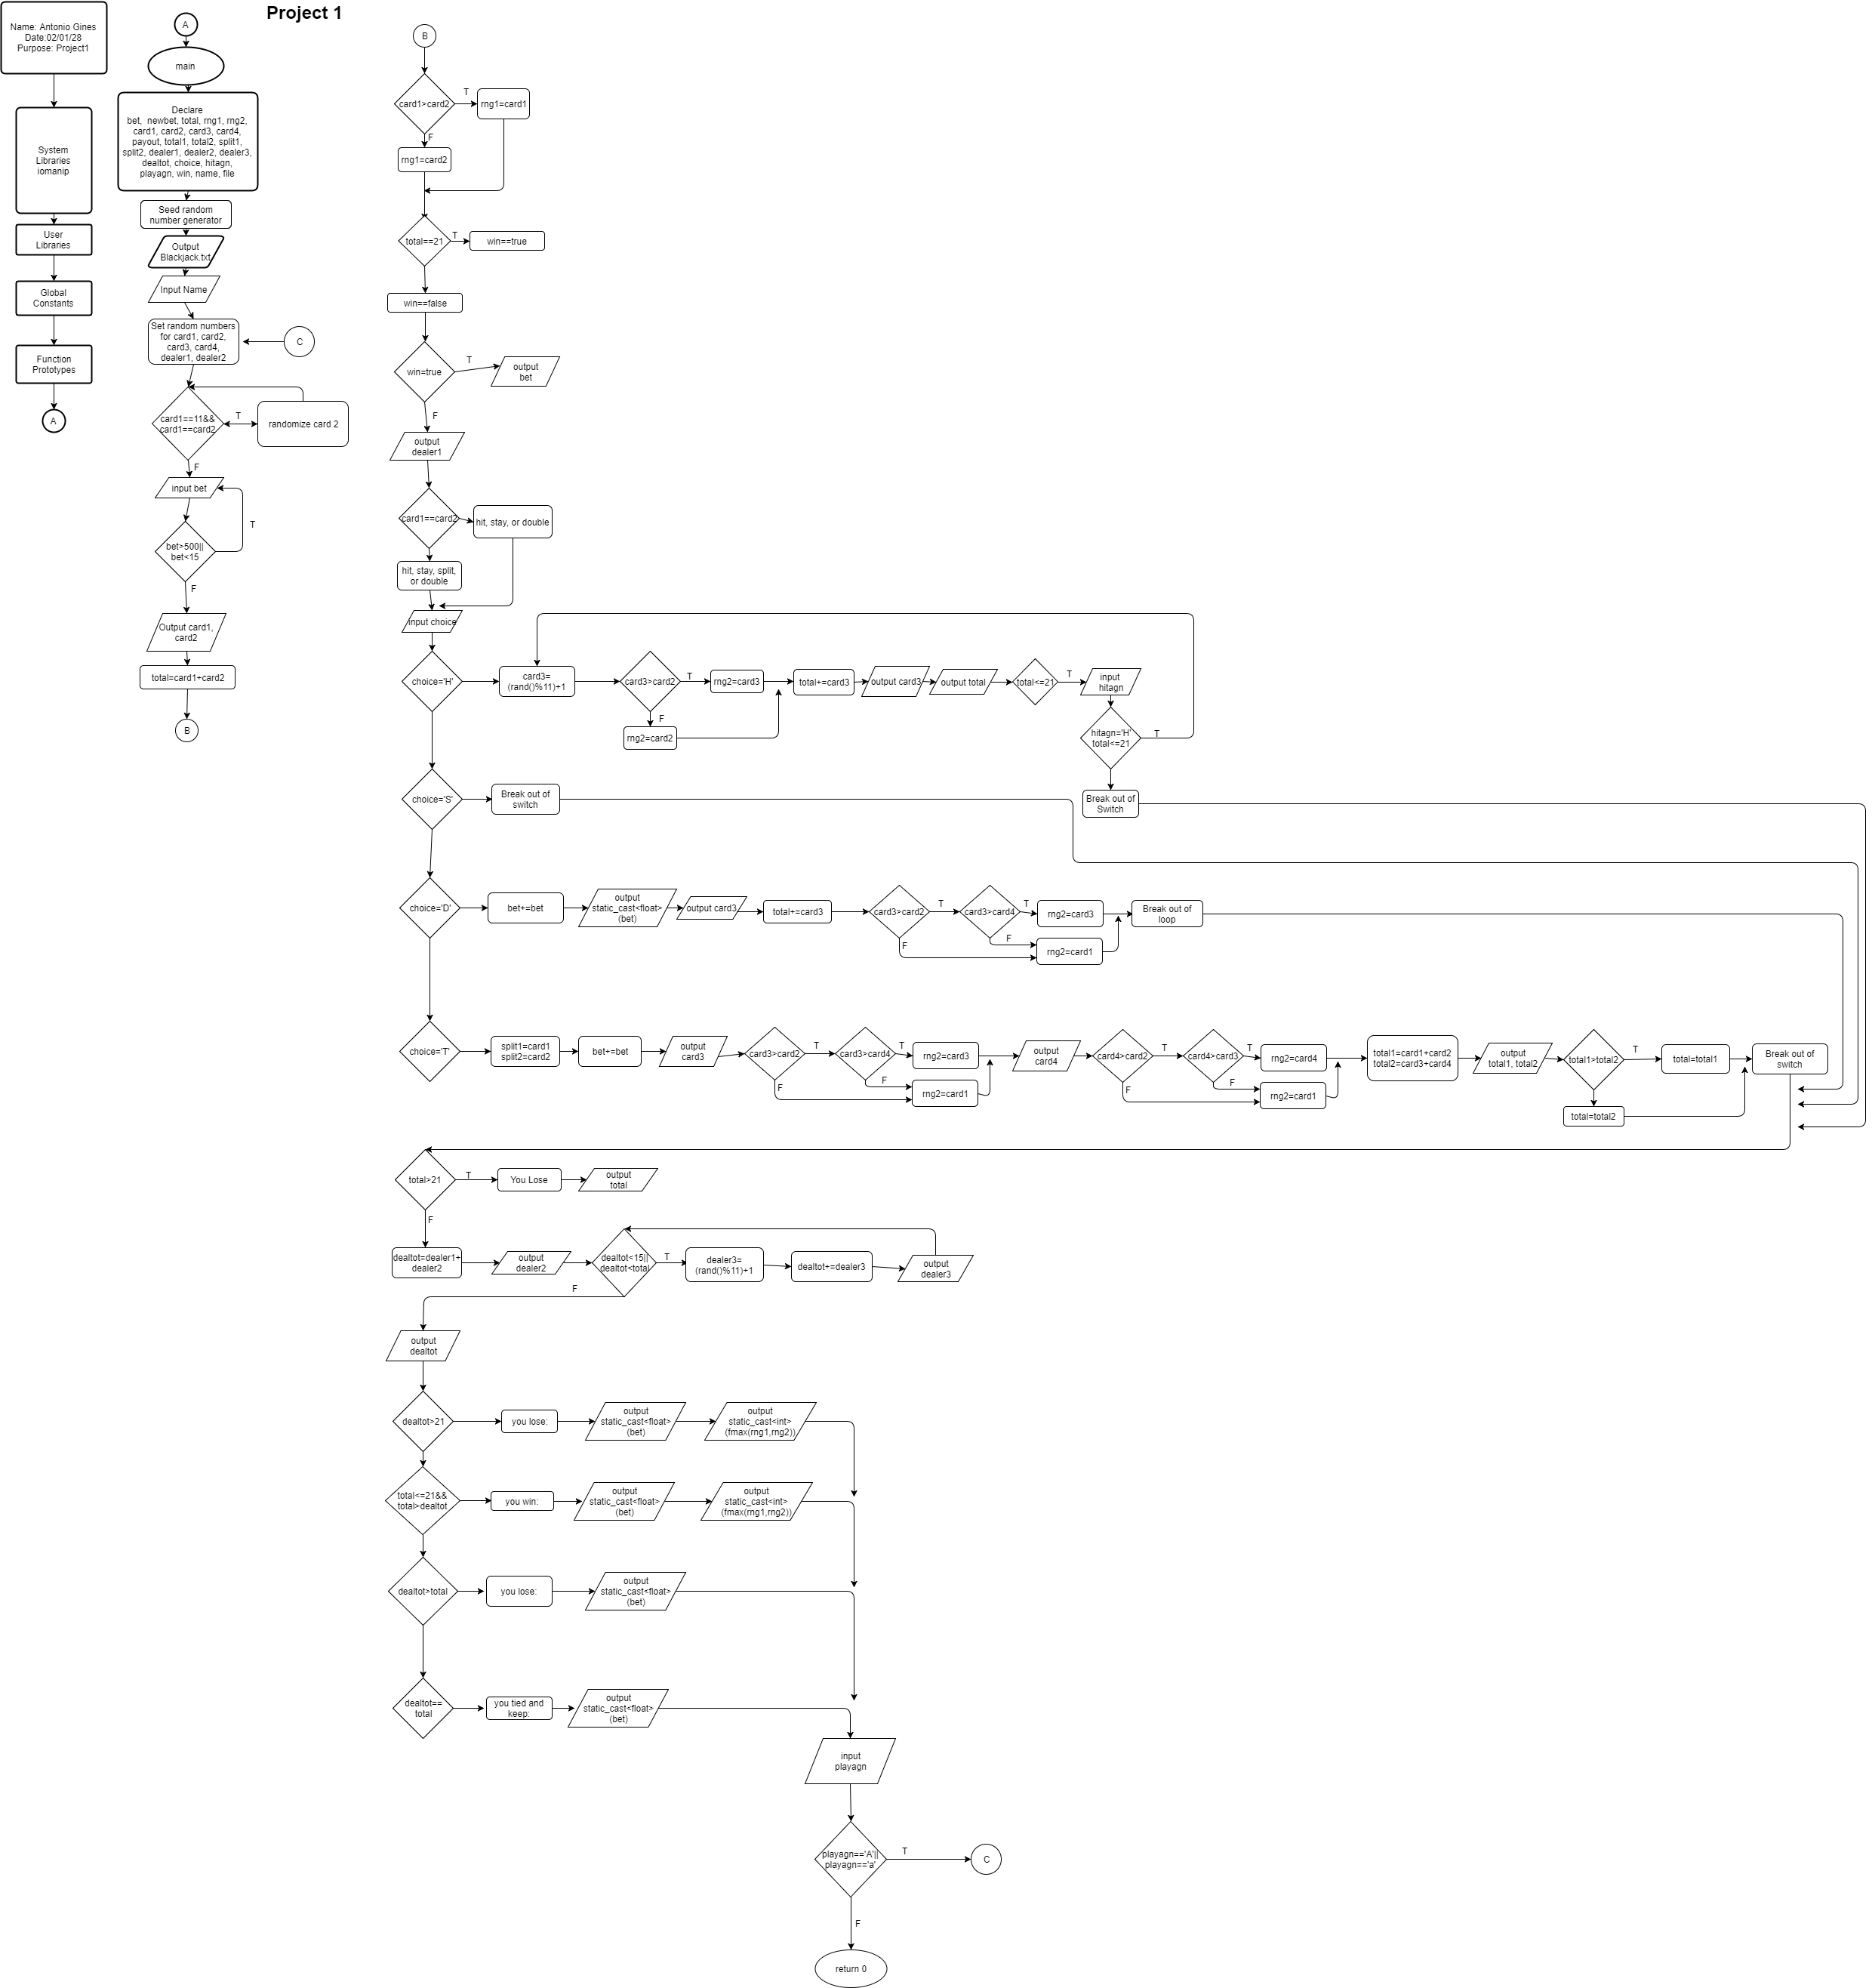 Project 1
Name: Antonio Gines
Date:02/01/28
Purpose: Project1
System
Libraries
iomanip
User
Libraries
Global
Constants
Function
Prototypes
A
A
main
Declare
bet, newbet, total, rng1, rng2,
card1, card2, card3, card4,
payout, total1, total2, split1,
split2, dealer1, dealer2, dealer3,
dealtot, choice, hitagn,
playagn, win, name, file
Seed random
number generator
Output
Blackjack.txt
Input Name
Set random numbers
for card1, card2,
card3, card4,
dealer1, dealer2
C
card1==11&&
card1==card2
T
randomize card 2
F
input bet
T
bet>500||
bet<15
F
Output card1,
card2
total=card1+card2
B
B
card1>card2
T
rng1=card1
F
rng1=card2
total==21
T
win==true
win==false
win=true
T
output
bet
F
output
dealer1
card1==card2
hit, stay, or double
hit, stay, split,
or double
input choice
choice='H'
card3=
(rand()%11)+1
card3>card2
T
rng2=card3
F
rng2=card2
total+=card3
output card3
output total
total<=21
T
input
hitagn
hitagn='H'
total<=21
T
Break out of
Switch
choice='S'
Break out of
switch
choice='D'
bet+=bet
output
static_cast<float>
(bet)
output card3
total+=card3
card3>card2
T
card3>card4
T
rng2=card3
F
F
rng2=card1
Break out of
loop
choice='T'
split1=card1
split2=card2
bet+=bet
output
card3
card3>card2
T
card3>card4
T
rng2=card3
F
F
rng2=card1
output
card4
card4>card2
T
card4>card3
T
rng2=card4
F
F
rng2=card1
total1=card1+card2
total2=card3+card4
output
total1, total2
total1>total2
T
total=total1
total=total2
Break out of
switch
total>21
T
You Lose
output
total
F
dealtot=dealer1+
dealer2
output
dealer2
dealtot<15||
dealtot<total
T
dealer3=
(rand()%11)+1
dealtot+=dealer3
output
dealer3
F
output
dealtot
dealtot>21
you lose:
output
static_cast<float>
(bet)
output
static_cast<int>
(fmax(rng1,rng2))
total<=21&&
total>dealtot
you win:
output
static_cast<float>
(bet)
output
static_cast<int>
(fmax(rng1,rng2))
dealtot>total
you lose:
output
static_cast<float>
(bet)
dealtot==
total
you tied and
keep:
output
static_cast<float>
(bet)
input
playagn
playagn=='A'||
playagn=='a'
T
C
F
return 0